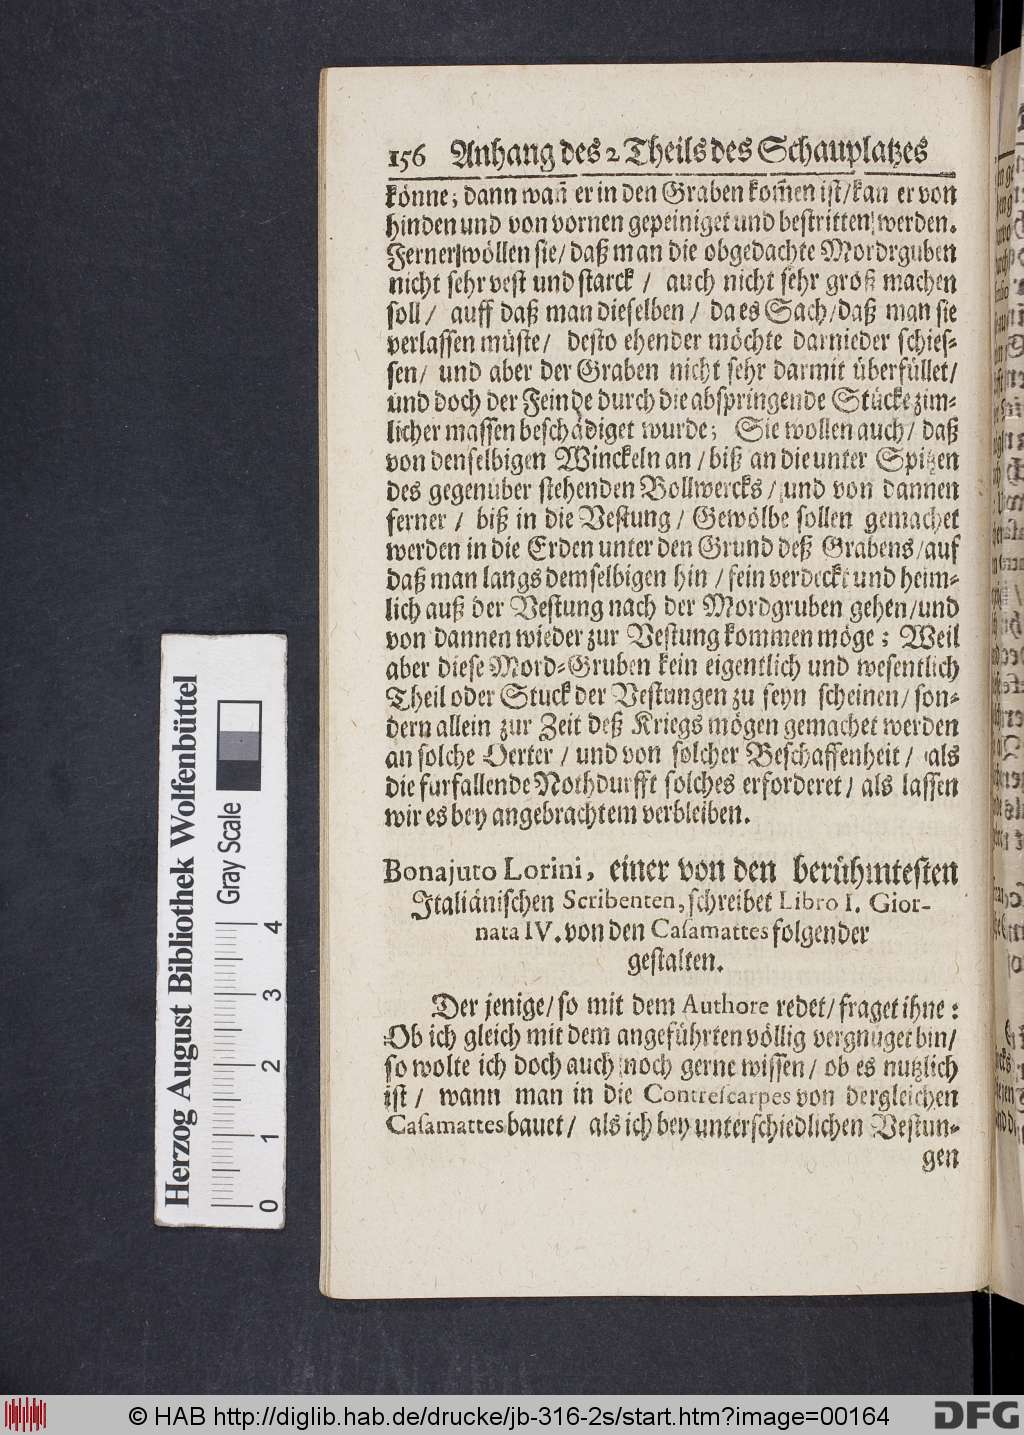 156 Anhang des 2 Theils des Schauplatzes
könne; dann wañ er in den Graben kom̃en ist/kan er von
hinden und von vornen gepeiniget und bestritten werden.
Ferner wöllen sie/ daß man die obgedachte Mordrguben
nicht sehr vest und starck / auch nicht sehr groß machen
soll/ auff daß man dieselben / da es Sach/daß man sie
verlassen müste/ desto ehender möchte darnieder schies-
sen/ und aber der Graben nicht sehr darmit überfüllet/
und doch der Feinde durch die abspringende Stücke zim-
licher massen beschädiget wurde; Sie wollen auch/ daß
von denselbigen Winckeln an / biß an die unter Spitzen
des gegenüber stehenden Bollwercks / und von dannen
ferner / biß in die Vestung / Gewölbe sollen gemachet
werden in die Erden unter den Grund deß Grabens/auf
daß man langs demselbigen hin / fein verdeckt und heim-
lich auß der Vestung nach der Mordgruben gehen/und
von dannen wieder zur Vestung kommen möge; Weil
aber diese Mord-Gruben kein eigentlich und wesentlich
Theil oder Stuck der Vestungen zu seyn scheinen/ son-
dern allein zur Zeit deß Kriegs mögen gemachet werden
an solche Oerter / und von solcher Beschaffenheit / als
die fürfallende Nothdurfft solches erforderet/ als lassen
wir es bey angebrachtem verbleiben.
Bonajuto Lorini, einer von den berühmtesten
Italiänischen Scribenten, schreibet Libro I. Gior-
nata IV. von den Casamattes folgender
gestalten.
Der jenige/ so mit dem Authore redet/ fraget ihne:
Ob ich gleich mit dem angeführten völlig vergnüget bin/
so wolte ich doch auch noch gerne wissen/ ob es nutzlich
ist / wann man in die Contrescarpes von dergleichen
Casamattes bauet/ als ich bey unterschiedlichen Vestun-
gen
Herzog August Bibliothek Wolfenbüttel
Gray Scale
0 1 2 3 4
© HAB http://diglib.hab.de/drucke/jb-316-2s/start.htm?image=00164
DFG